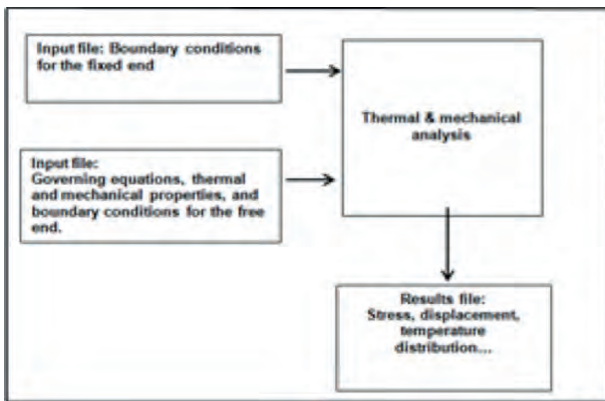 Input file: Boundary conditions
for the fixed end
Thermal & mechanical
analysis
Input file:
Governing equations, thermal
and mechanical properties, and
boundary conditions for the free
end.
Results file:
Stress, displacement,
temperature
distribution...